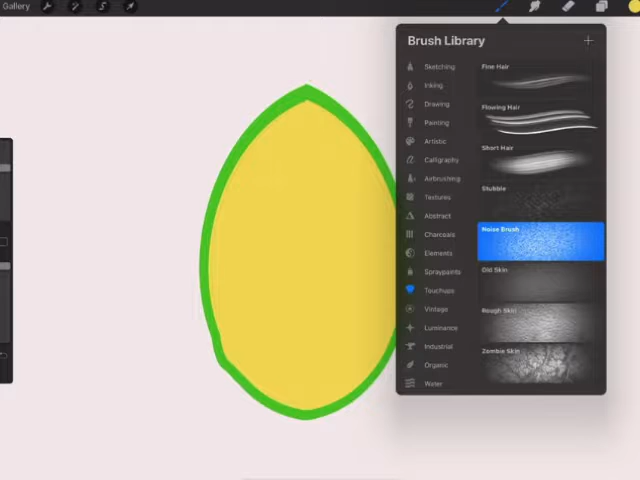 Gallery
Brush Library
Sketching
Inking
Drawing
Painting
Artistic
Calligraphy
Airbrushing
Textures
Abstract
Charcoals
Elements
Spraypaints
Touchups
Vintage
Luminance
Industrial
Organic
Water
Fine Hair
Flowing Hair
Short Hair
Stubble
Noise Brush
Old Skin
Rough Skin
Zombie Skin